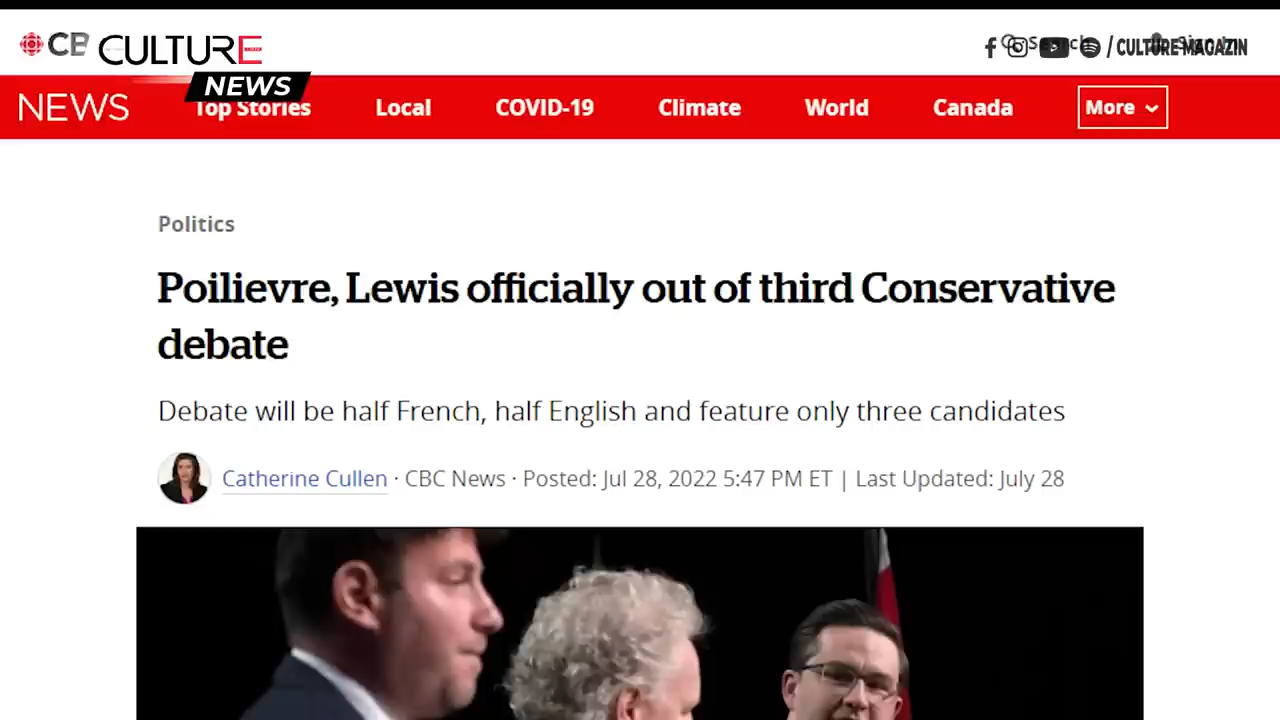 CB CULTURE
NEWS
/ CULTURE MAGAZIN
NEWS Top Stories Local COVID-19 Climate World Canada More
Politics
Poilievre, Lewis officially out of third Conservative
debate
Debate will be half French, half English and feature only three candidates
Catherine Cullen · CBC News · Posted: Jul 28, 2022 5:47 PM ET | Last Updated: July 28